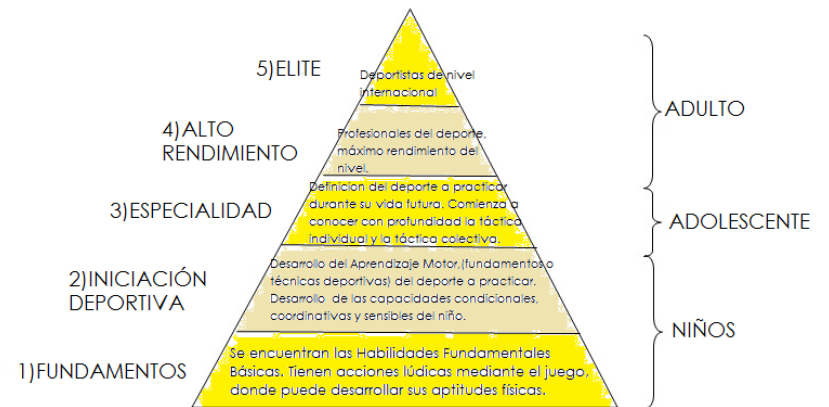 5)ELITE
Deportistas de nivel
internacional
ADULTO
4)ALTO
RENDIMIENTO
Profesionales del deporte,
máximo rendimiento del
nivel.
3)ESPECIALIDAD
Definicion del deporte a practicar
durante su vida futura. Comienza a
conocer con profundidad la táctica
individual y la táctica colectiva.
ADOLESCENTE
2)INICIACIÓN
DEPORTIVA
Desarrollo del Aprendizaje Motor,(fundamentos o
técnicas deportivas) del deporte a practicar.
Desarrollo de las capacidades condicionales,
coordinativas y sensibles del niño.
NIÑOS
1)FUNDAMENTOS
Se encuentran las Habilidades Fundamentales
Básicas. Tienen acciones lúdicas mediante el juego,
donde puede desarrollar sus aptitudes físicas.